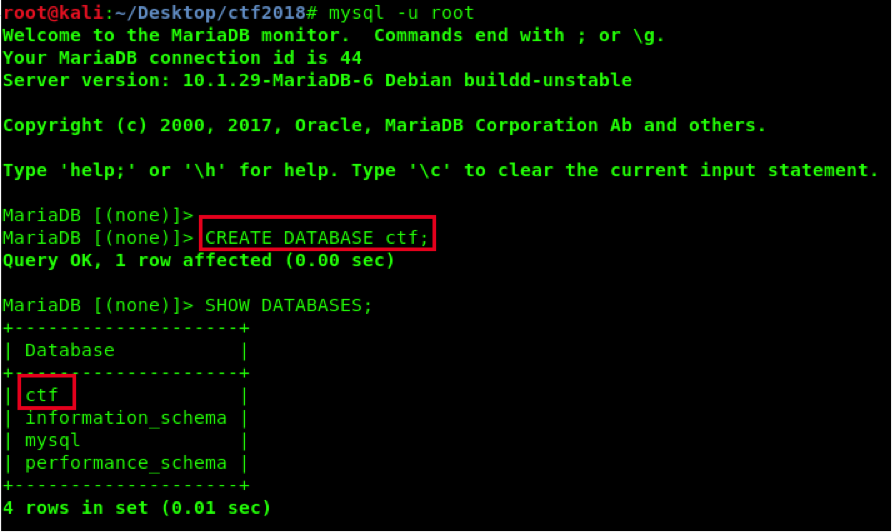 root@kali:~/Desktop/ctf2018# mysql -u root
Welcome to the MariaDB monitor.  Commands end with ; or \g.
Your MariaDB connection id is 44
Server version: 10.1.29-MariaDB-6 Debian buildd-unstable

Copyright (c) 2000, 2017, Oracle, MariaDB Corporation Ab and others.

Type 'help;' or '\h' for help. Type '\c' to clear the current input statement.

MariaDB [(none)]>
MariaDB [(none)]> CREATE DATABASE ctf;
Query OK, 1 row affected (0.00 sec)

MariaDB [(none)]> SHOW DATABASES;
+--------------------+
| Database           |
+--------------------+
| ctf                |
| information_schema |
| mysql              |
| performance_schema |
+--------------------+
4 rows in set (0.01 sec)